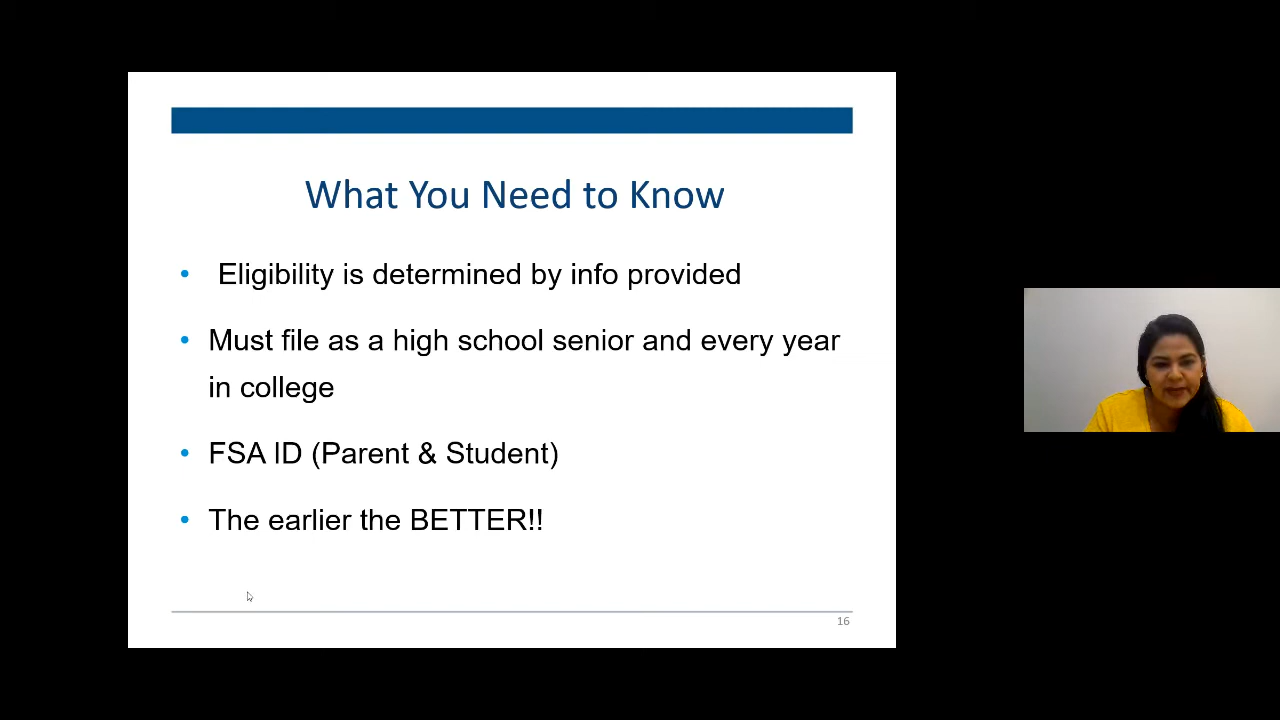 What You Need to Know
• Eligibility is determined by info provided
• Must file as a high school senior and every year
in college
• FSA ID (Parent & Student)
• The earlier the BETTER!!
16